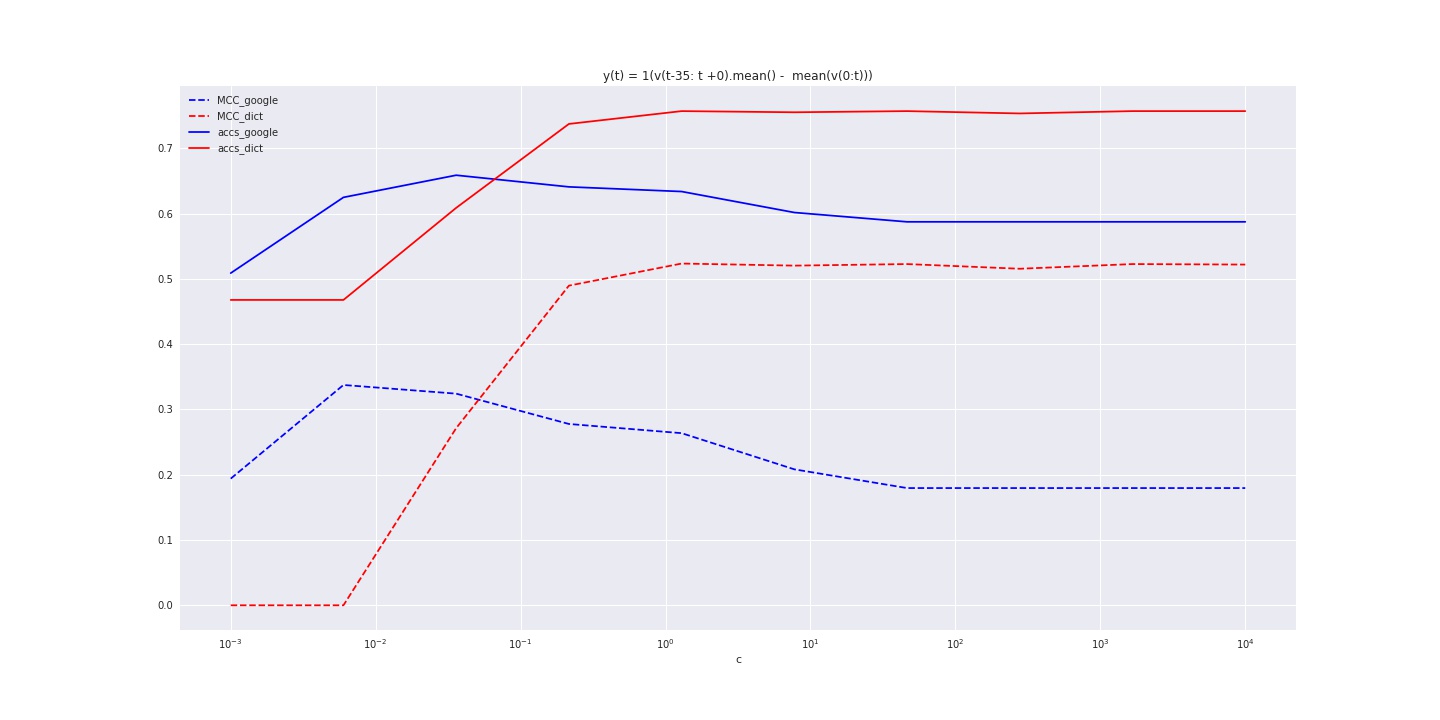 y(t) = 1(v(t-35: t +0).mean() -  mean(v(0:t)))
MCC_google
MCC_dict
accs_google
accs_dict
0.7
0.6
0.5
0.4
0.3
0.2
0.1
0.0
10⁻³ 10⁻² 10⁻¹ 10⁰ 10¹ 10² 10³ 10⁴
c